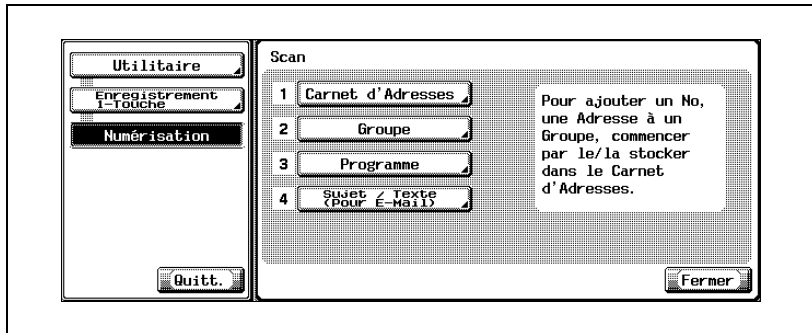 Utilitaire
Enregistrement
1-Touche
Numérisation
Quitt.
Scan
1 Carnet d'Adresses
2 Groupe
3 Programme
4 Sujet / Texte
(Pour E-Mail)
Pour ajouter un No,
une Adresse à un
Groupe, commencer
par le/la stocker
dans le Carnet
d'Adresses.
Fermer